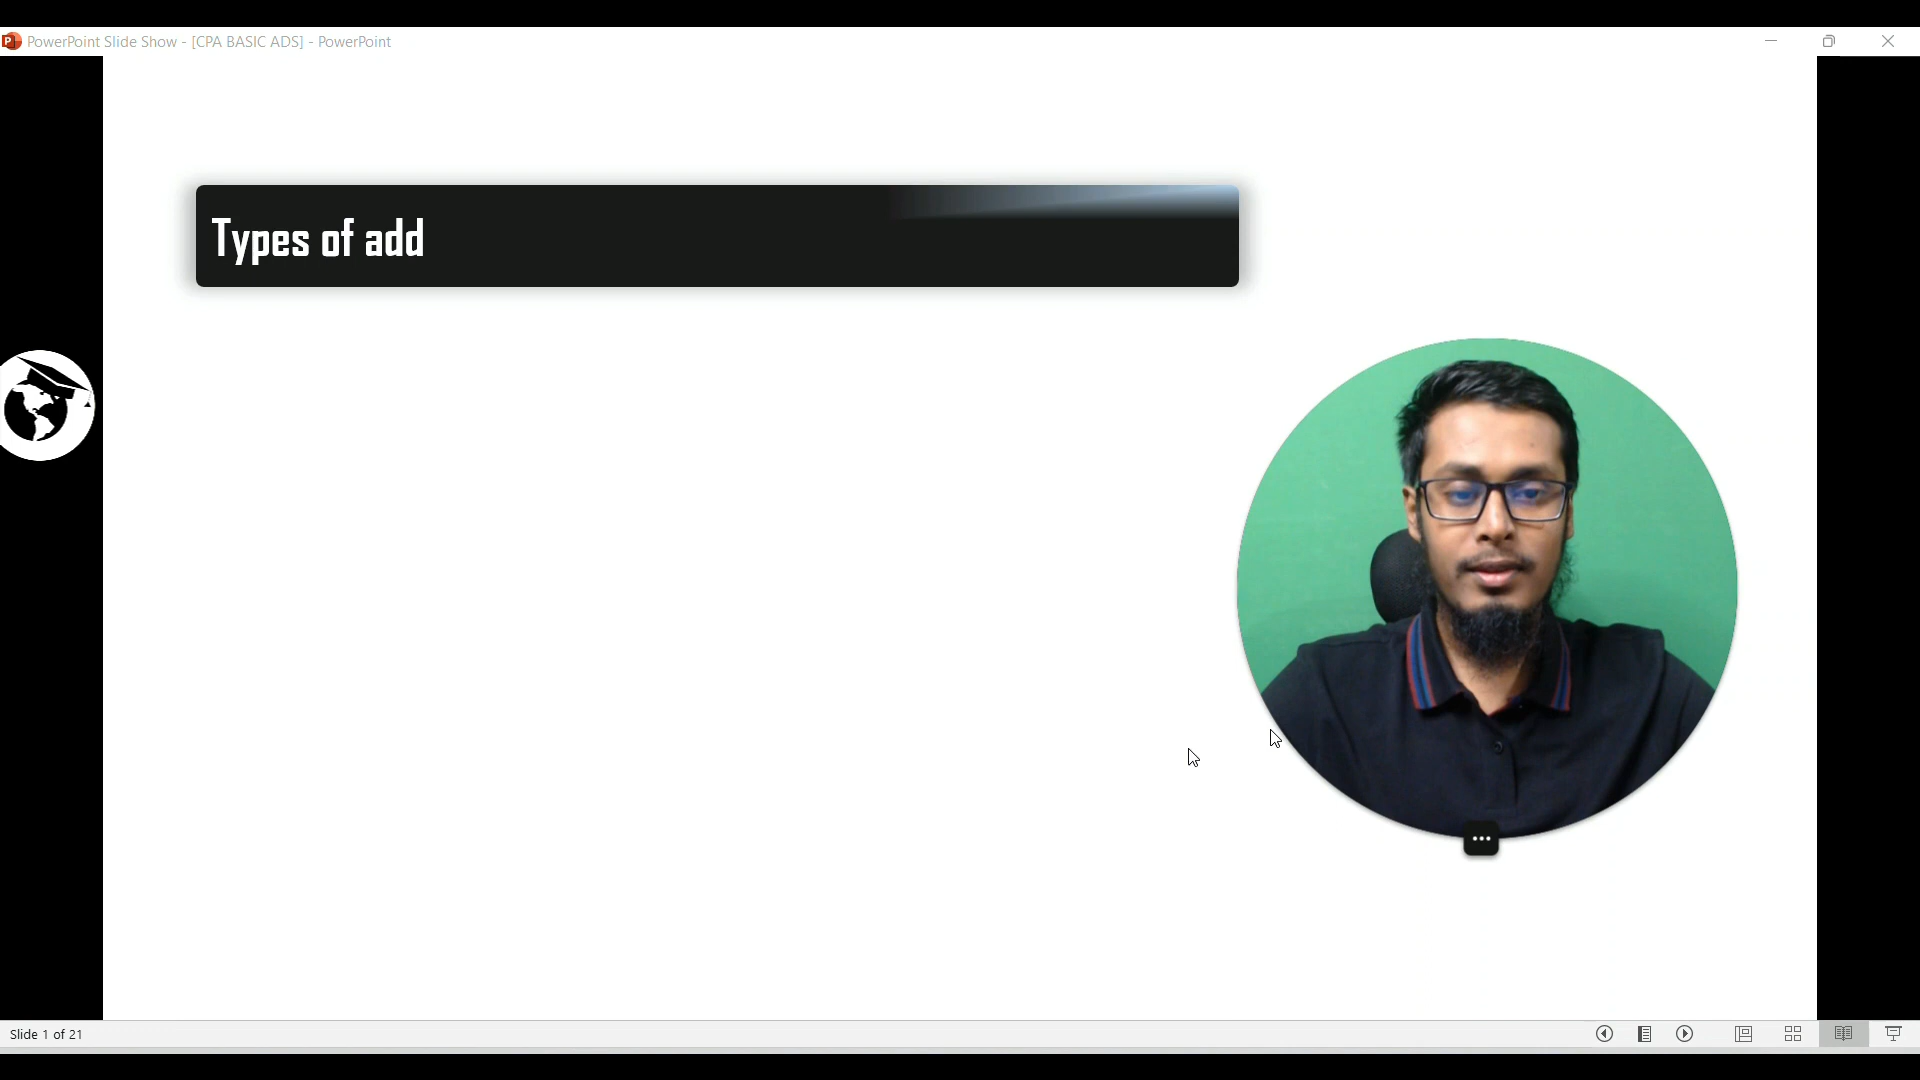 PowerPoint Slide Show - [CPA BASIC ADS] - PowerPoint
Types of add
Slide 1 of 21